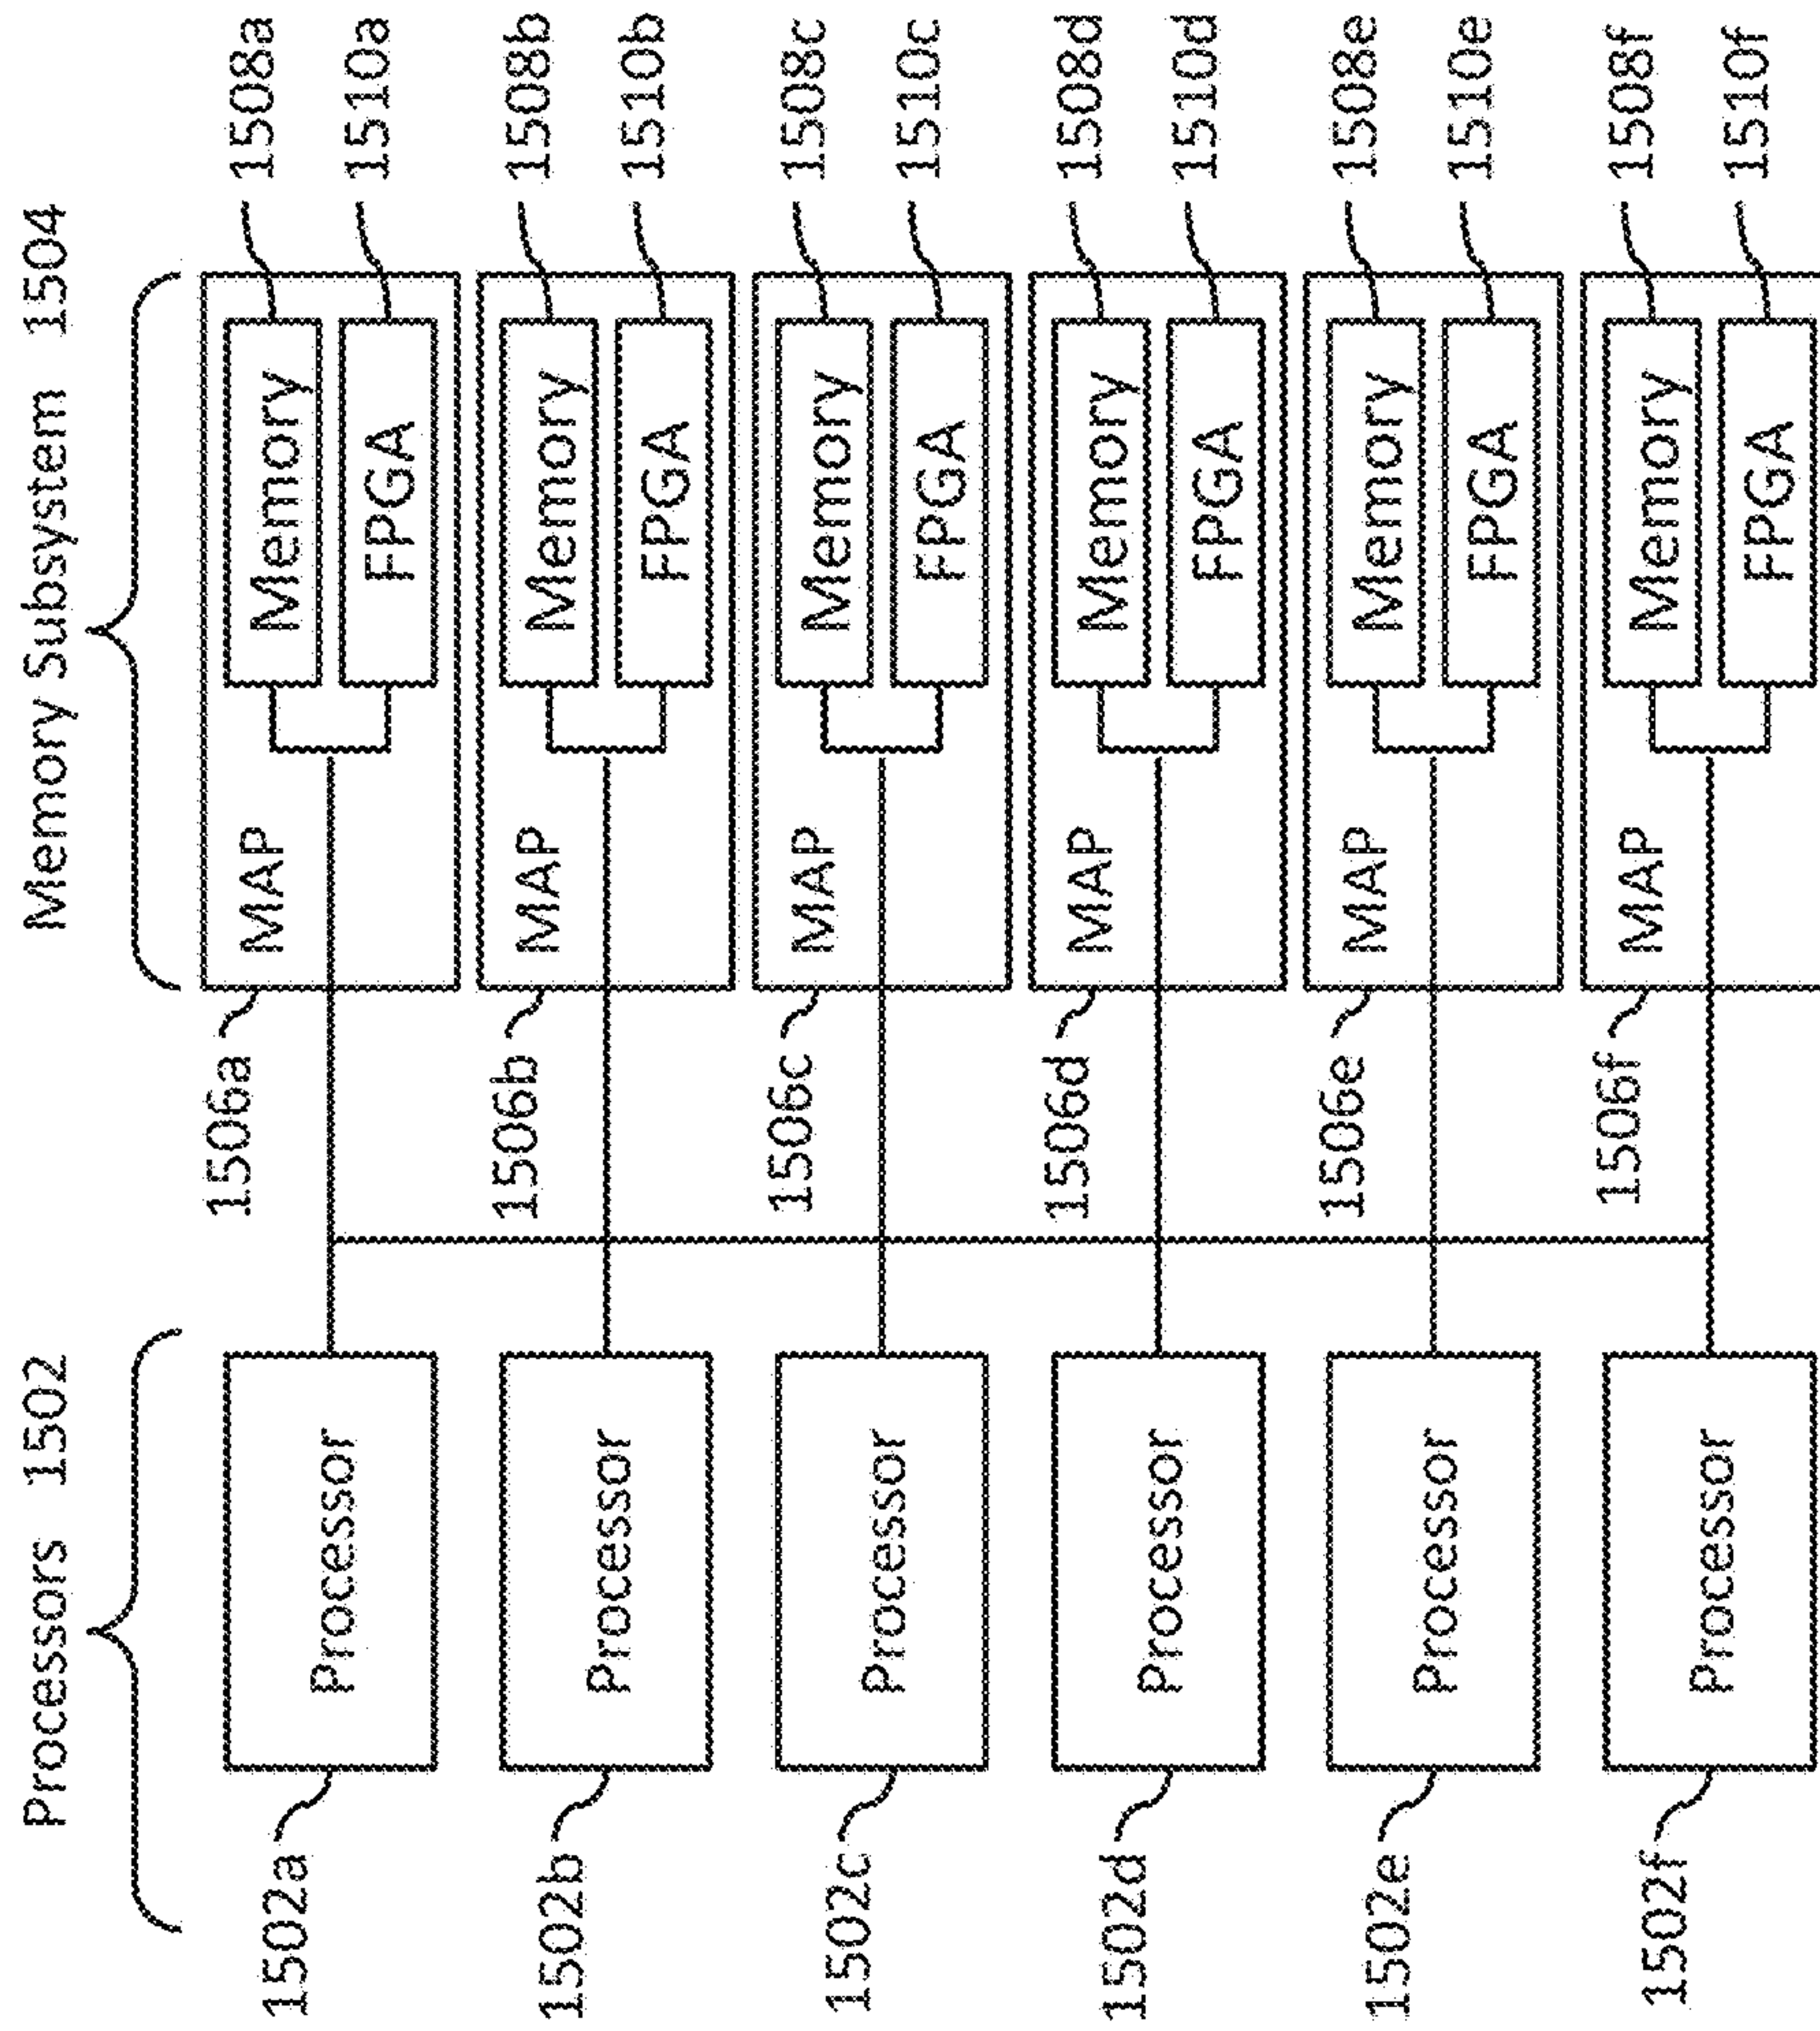 Processors 1502
Memory Subsystem 1504
1502a
Processor
1506a
MAP
Memory
1508a
FPGA
1510a
1502b
Processor
1506b
MAP
Memory
1508b
FPGA
1510b
1502c
Processor
1506c
MAP
Memory
1508c
FPGA
1510c
1502d
Processor
1506d
MAP
Memory
1508d
FPGA
1510d
1502e
Processor
1506e
MAP
Memory
1508e
FPGA
1510e
1502f
Processor
1506f
MAP
Memory
1508f
FPGA
1510f